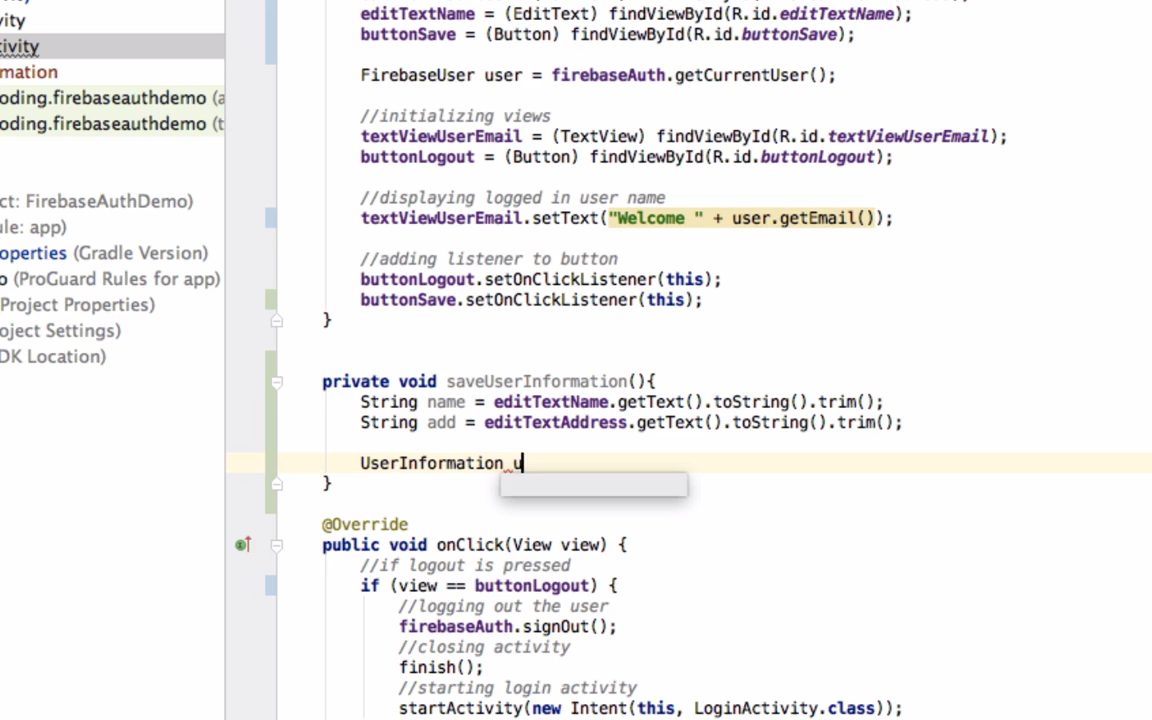 editTextName = (EditText) findViewById(R.id.editTextName);
vity
buttonSave = (Button) findViewById(R.id.buttonSave);
tivity
mation
FirebaseUser user = firebaseAuth.getCurrentUser();
oding.firebaseauthdemo (a
//initializing views
oding.firebaseauthdemo (t
textViewUserEmail = (TextView) findViewById(R.id.textViewUserEmail);
buttonLogout = (Button) findViewById(R.id.buttonLogout);
ct: FirebaseAuthDemo)
//displaying logged in user name
ule: app)
textViewUserEmail.setText("Welcome " + user.getEmail());
operties (Gradle Version)
//adding listener to button
o (ProGuard Rules for app)
buttonLogout.setOnClickListener(this);
Project Properties)
buttonSave.setOnClickListener(this);
oject Settings)
}
DK Location)
private void saveUserInformation(){
String name = editTextName.getText().toString().trim();
String add = editTextAddress.getText().toString().trim();
UserInformation u
}
@Override
public void onClick(View view) {
//if logout is pressed
if (view == buttonLogout) {
//logging out the user
firebaseAuth.signOut();
//closing activity
finish();
//starting login activity
startActivity(new Intent(this, LoginActivity.class));